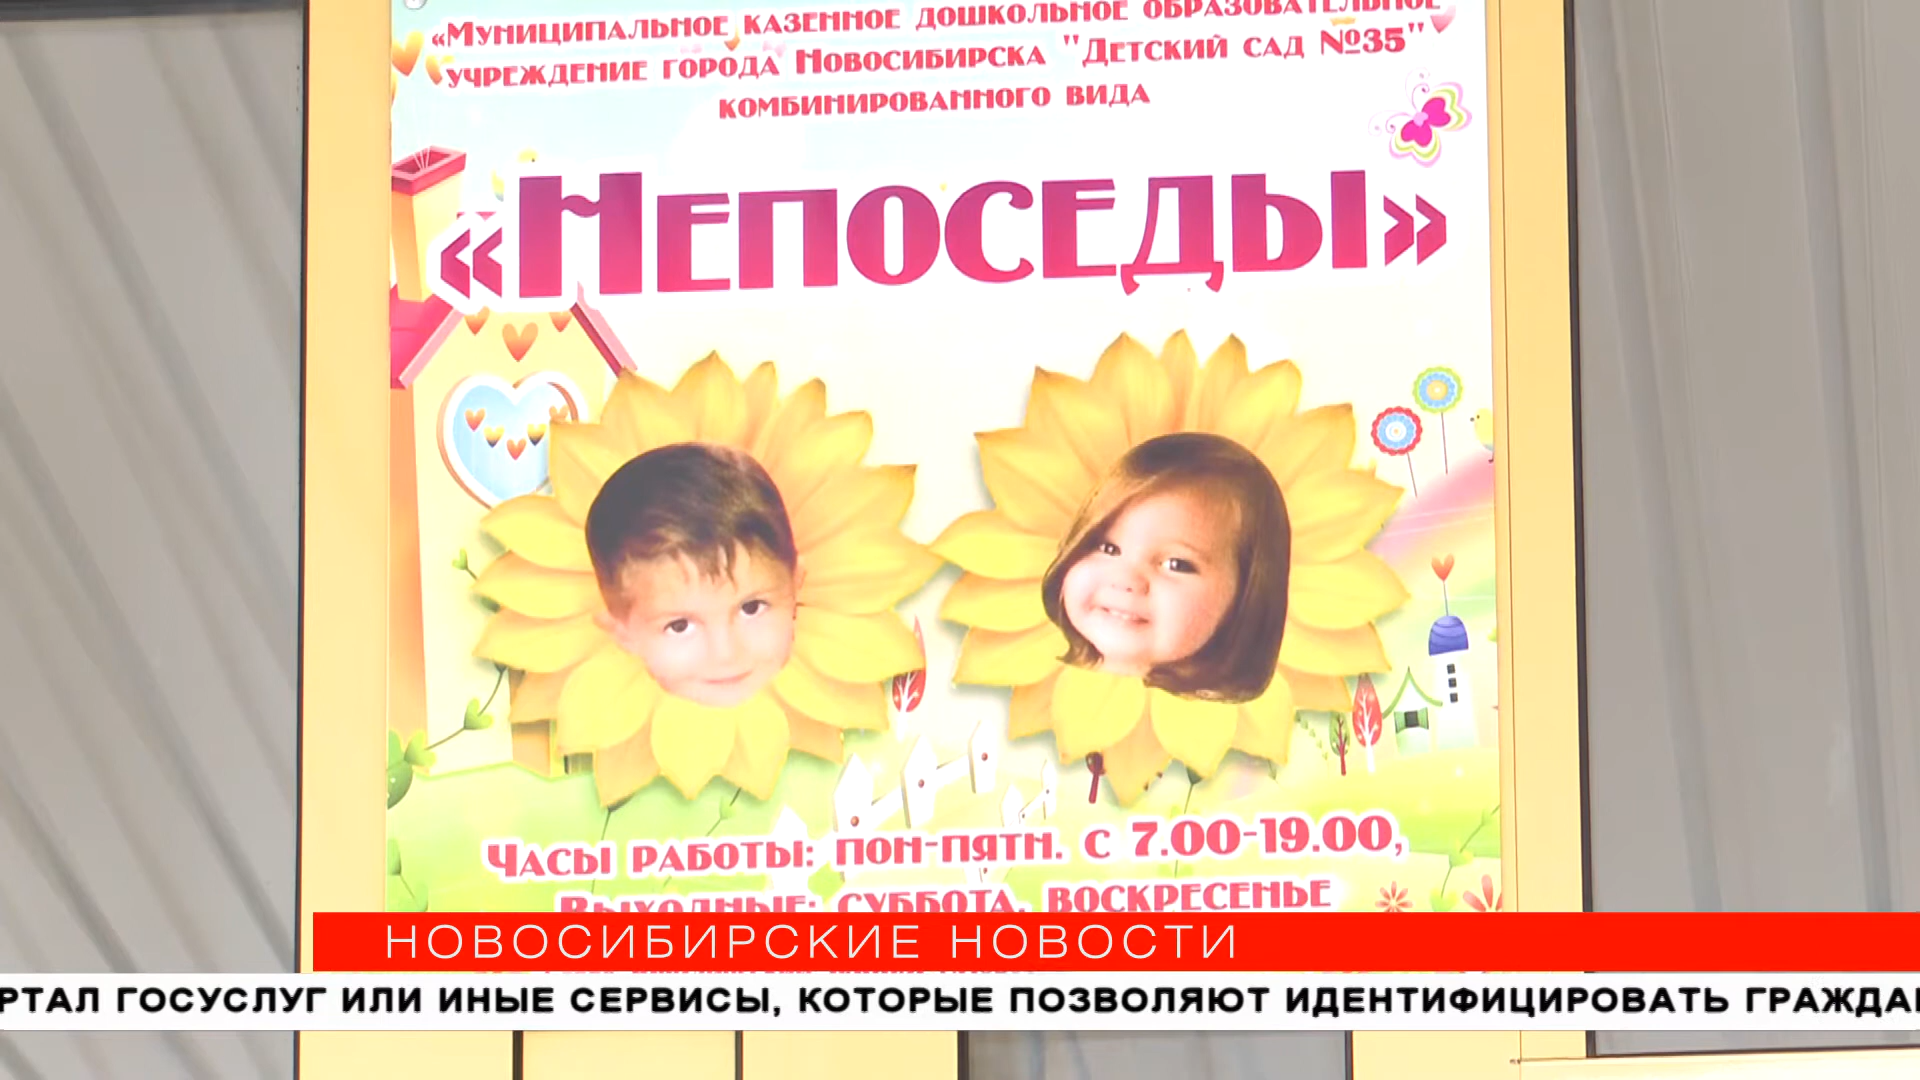 «Муниципальное казенное дошкольное образовательное
учреждение города Новосибирска "Детский сад №35"
комбинированного вида
«Непоседы»
Часы работы: пон-пятн. с 7.00-19.00,
Выходные: суббота, воскресенье
НОВОСИБИРСКИЕ НОВОСТИ
РТАЛ ГОСУСЛУГ ИЛИ ИНЫЕ СЕРВИСЫ, КОТОРЫЕ ПОЗВОЛЯЮТ ИДЕНТИФИЦИРОВАТЬ ГРАЖДАН